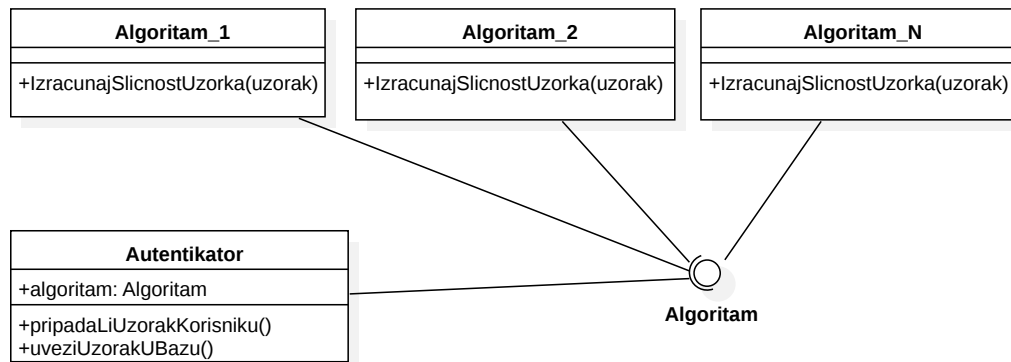 Algoritam_1
+IzracunajSlicnostUzorka(uzorak)
Algoritam_2
+IzracunajSlicnostUzorka(uzorak)
Algoritam_N
+IzracunajSlicnostUzorka(uzorak)
Autentikator
+algoritam: Algoritam
+pripadaLiUzorakKorisniku()
+uveziUzorakUBazu()
Algoritam